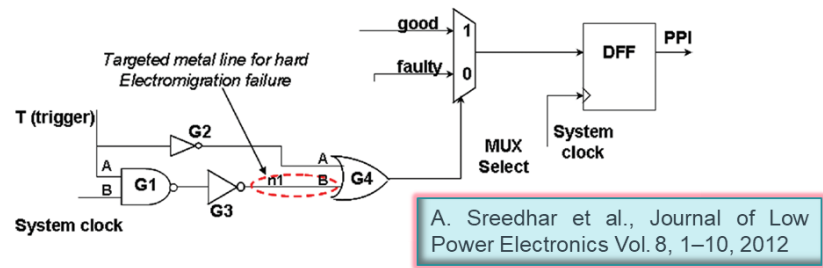 good
1
faulty
0
DFF
PPI
Targeted metal line for hard
Electromigration failure
T (trigger)
G2
A
B
G1
G3
n1
A
B
G4
MUX
Select
System
clock
System clock
A. Sreedhar et al., Journal of Low
Power Electronics Vol. 8, 1–10, 2012